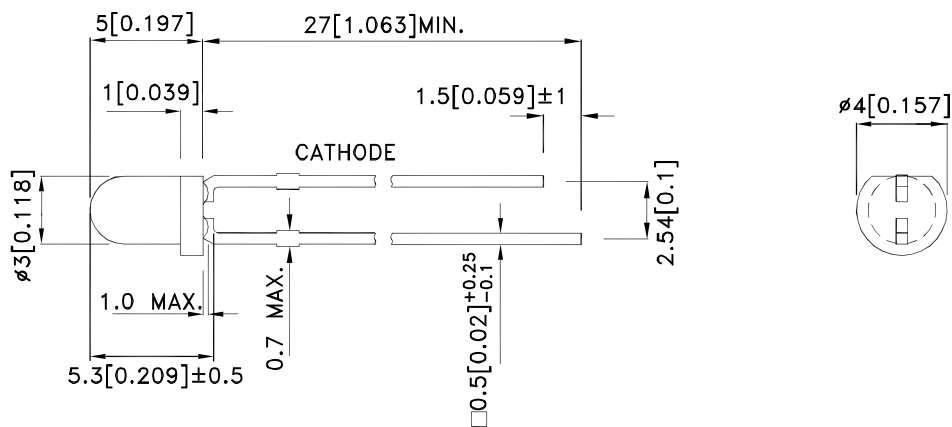 5[0.197]
27[1.063]MIN.
1[0.039]
1.5[0.059]±1
ø4[0.157]
CATHODE
ø3[0.118]
2.54[0.1]
1.0 MAX.
0.7 MAX.
□0.5[0.02]+0.25
-0.1
5.3[0.209]±0.5